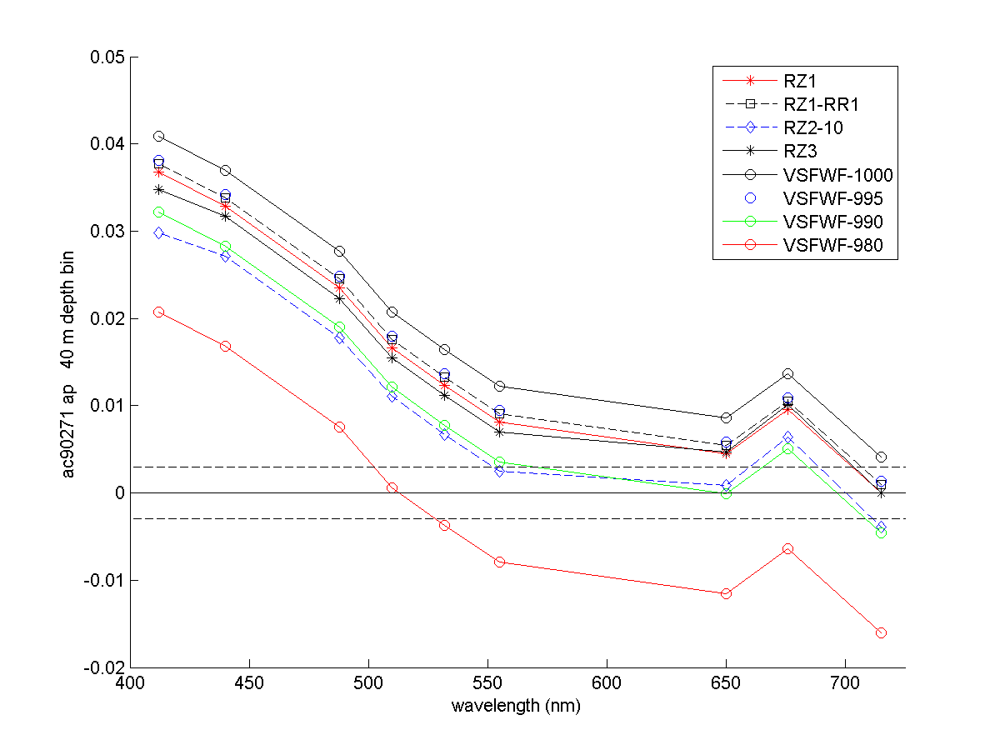 0.05
0.04
0.03
0.02
0.01
0
-0.01
-0.02
400
450
500
550
600
650
700
wavelength (nm)
ac90271 ap   40 m depth bin
RZ1
RZ1-RR1
RZ2-10
RZ3
VSFWF-1000
VSFWF-995
VSFWF-990
VSFWF-980